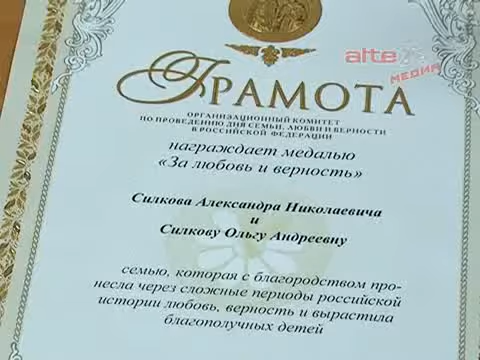 alte
МЕДИА
ГРАМОТА
ОРГАНИЗАЦИОННЫЙ КОМИТЕТ
ПО ПРОВЕДЕНИЮ ДНЯ СЕМЬИ, ЛЮБВИ И ВЕРНОСТИ
В РОССИЙСКОЙ ФЕДЕРАЦИИ
награждает медалью
«За любовь и верность»
Силкова Александра Николаевича
и
Силкову Ольгу Андреевну
семью, которая с благородством про-
несла через сложные периоды российской
истории любовь, верность и вырастила
благополучных детей